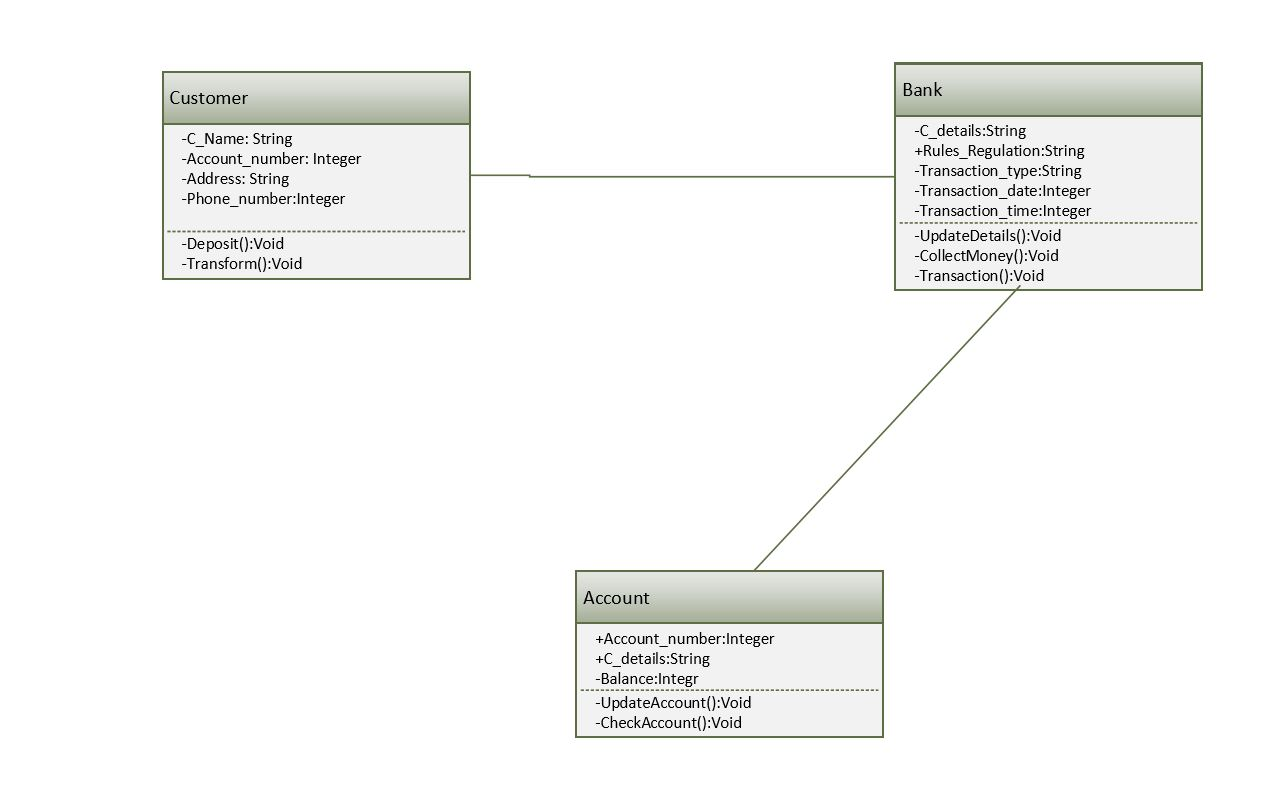 Customer
-C_Name: String
-Account_number: Integer
-Address: String
-Phone_number:Integer
-Deposit():Void
-Transform():Void
Bank
-C_details:String
+Rules_Regulation:String
-Transaction_type:String
-Transaction_date:Integer
-Transaction_time:Integer
-UpdateDetails():Void
-CollectMoney():Void
-Transaction():Void
Account
+Account_number:Integer
+C_details:String
-Balance:Integr
-UpdateAccount():Void
-CheckAccount():Void